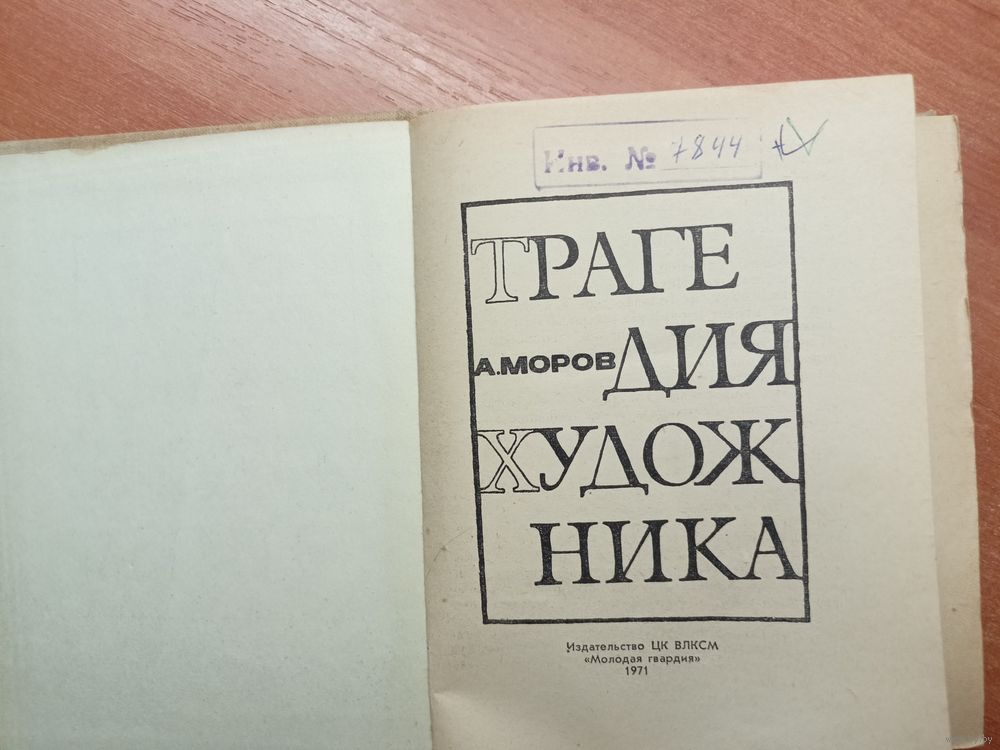 Инв. № 7844
ТРАГЕ
А.МОРОВ ДИЯ
ХУДОЖ
НИКА
Издательство ЦК ВЛКСМ
«Молодая гвардия»
1971